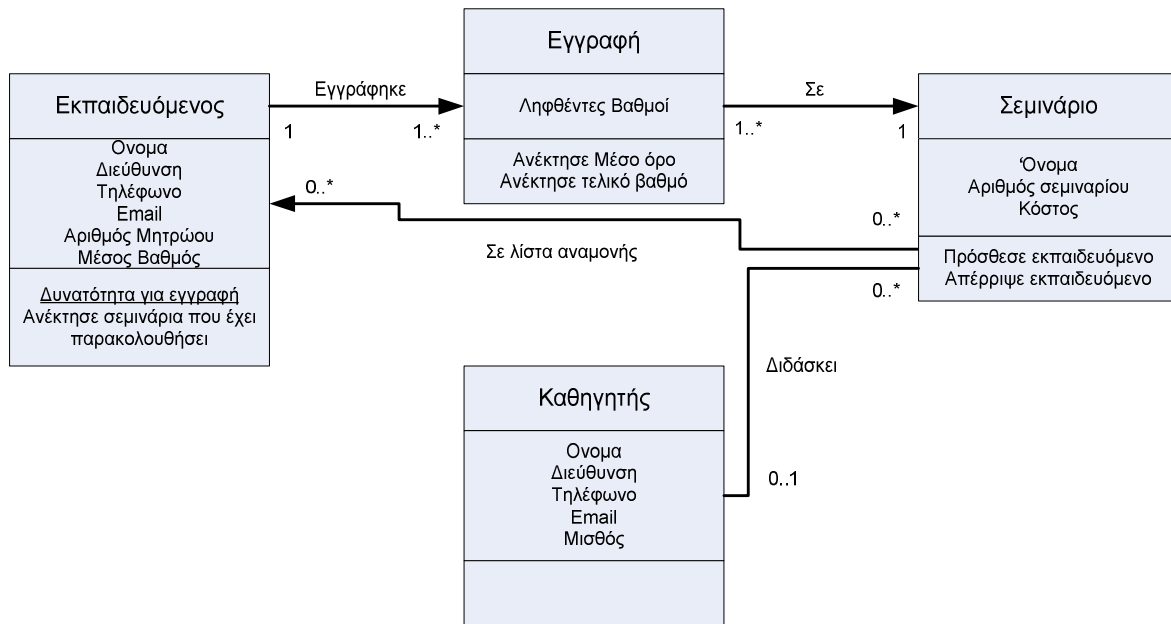 Εκπαιδευόμενος
Ονομα
Διεύθυνση
Τηλέφωνο
Email
Αριθμός Μητρώου
Μέσος Βαθμός
Δυνατότητα για εγγραφή
Ανέκτησε σεμινάρια που έχει
παρακολουθήσει
Εγγράφηκε
1
1..*
Εγγραφή
Ληφθέντες Βαθμοί
Ανέκτησε Μέσο όρο
Ανέκτησε τελικό βαθμό
Σε
1..*
1
Σεμινάριο
Όνομα
Αριθμός σεμιναρίου
Κόστος
Πρόσθεσε εκπαιδευόμενο
Απέρριψε εκπαιδευόμενο
0..*
Σε λίστα αναμονής
0..*
0..*
Διδάσκει
0..1
Καθηγητής
Ονομα
Διεύθυνση
Τηλέφωνο
Email
Μισθός